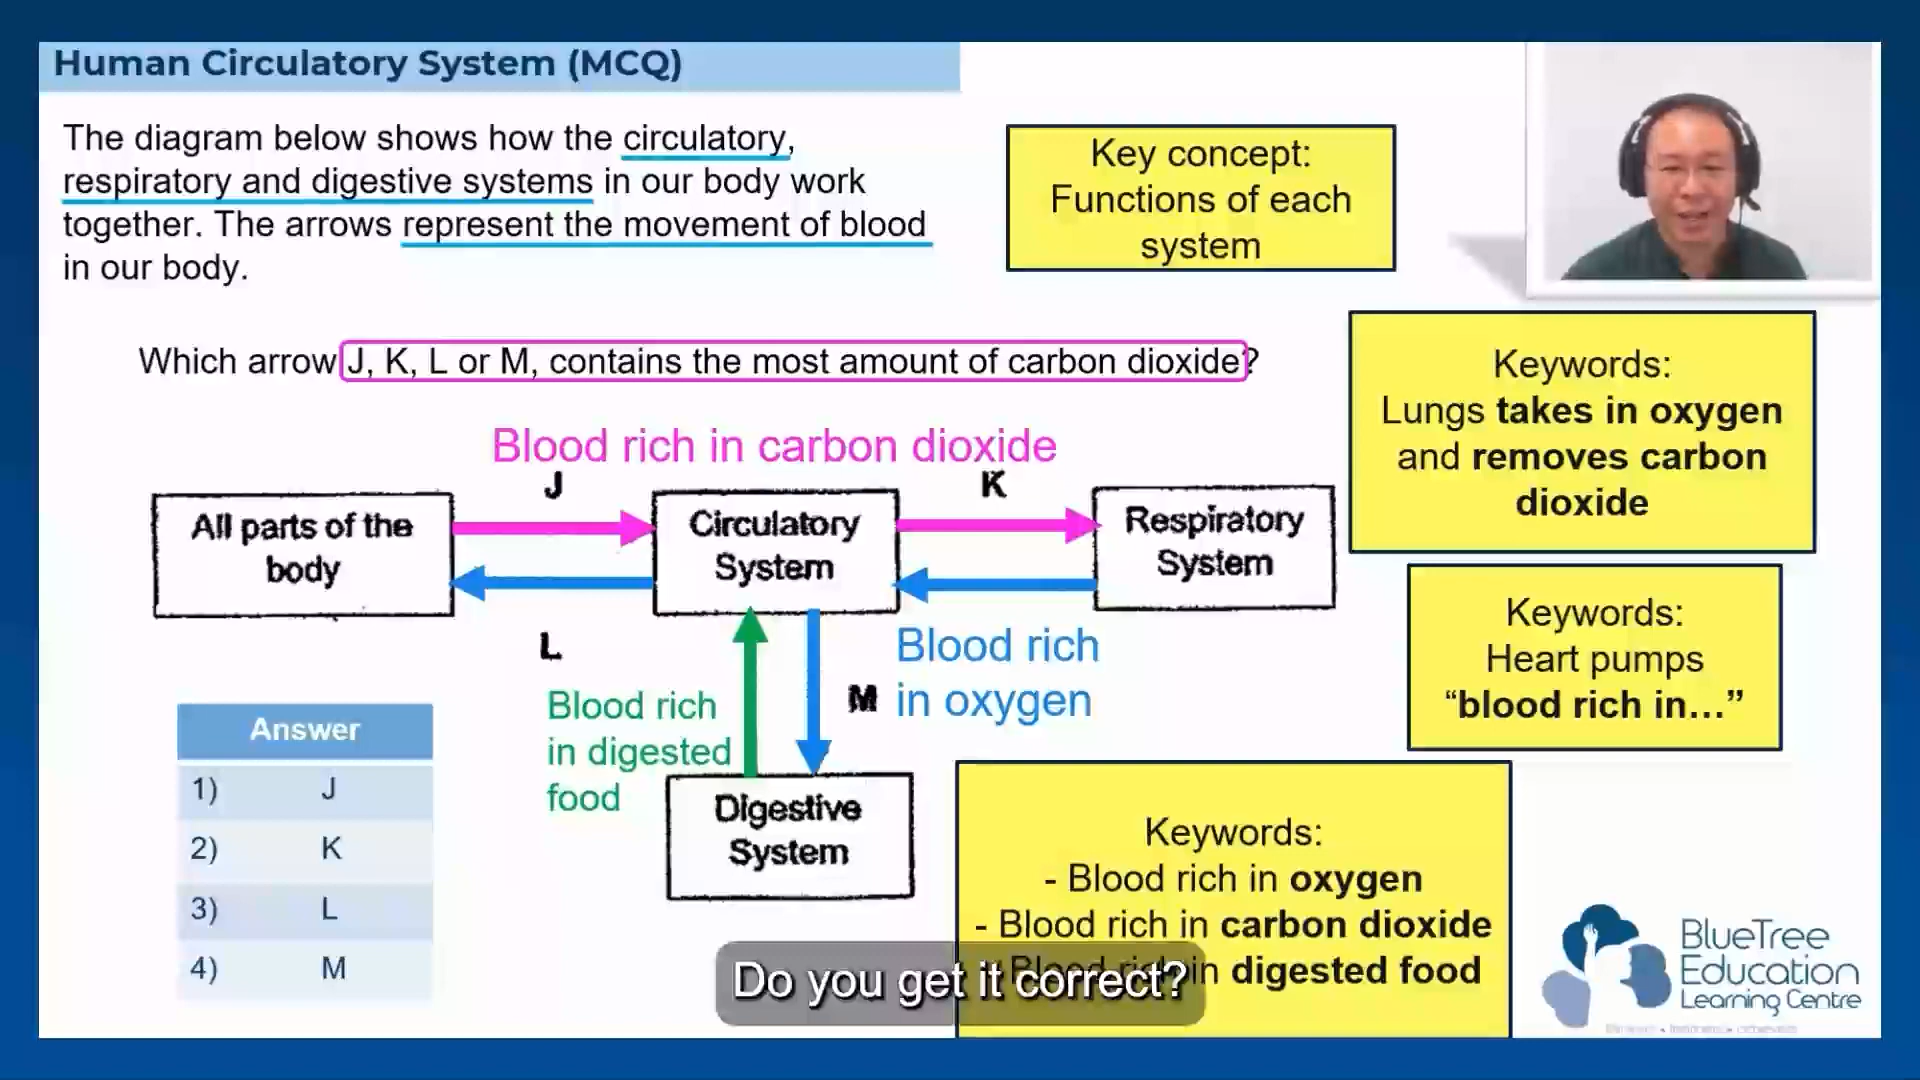 Human Circulatory System (MCQ)
The diagram below shows how the circulatory,
respiratory and digestive systems in our body work
together. The arrows represent the movement of blood
in our body.
Key concept:
Functions of each
system
Which arrow J, K, L or M, contains the most amount of carbon dioxide?
Keywords:
Lungs takes in oxygen
and removes carbon
dioxide
Blood rich in carbon dioxide
J
K
All parts of the
body
Circulatory
System
Respiratory
System
L
M
Blood rich
in oxygen
Keywords:
Heart pumps
“blood rich in...”
Blood rich
in digested
food
Digestive
System
Answer
1) J
2) K
3) L
4) M
Keywords:
- Blood rich in oxygen
- Blood rich in carbon dioxide
- Blood rich in digested food
Do you get it correct?
BlueTree
Education
Learning Centre